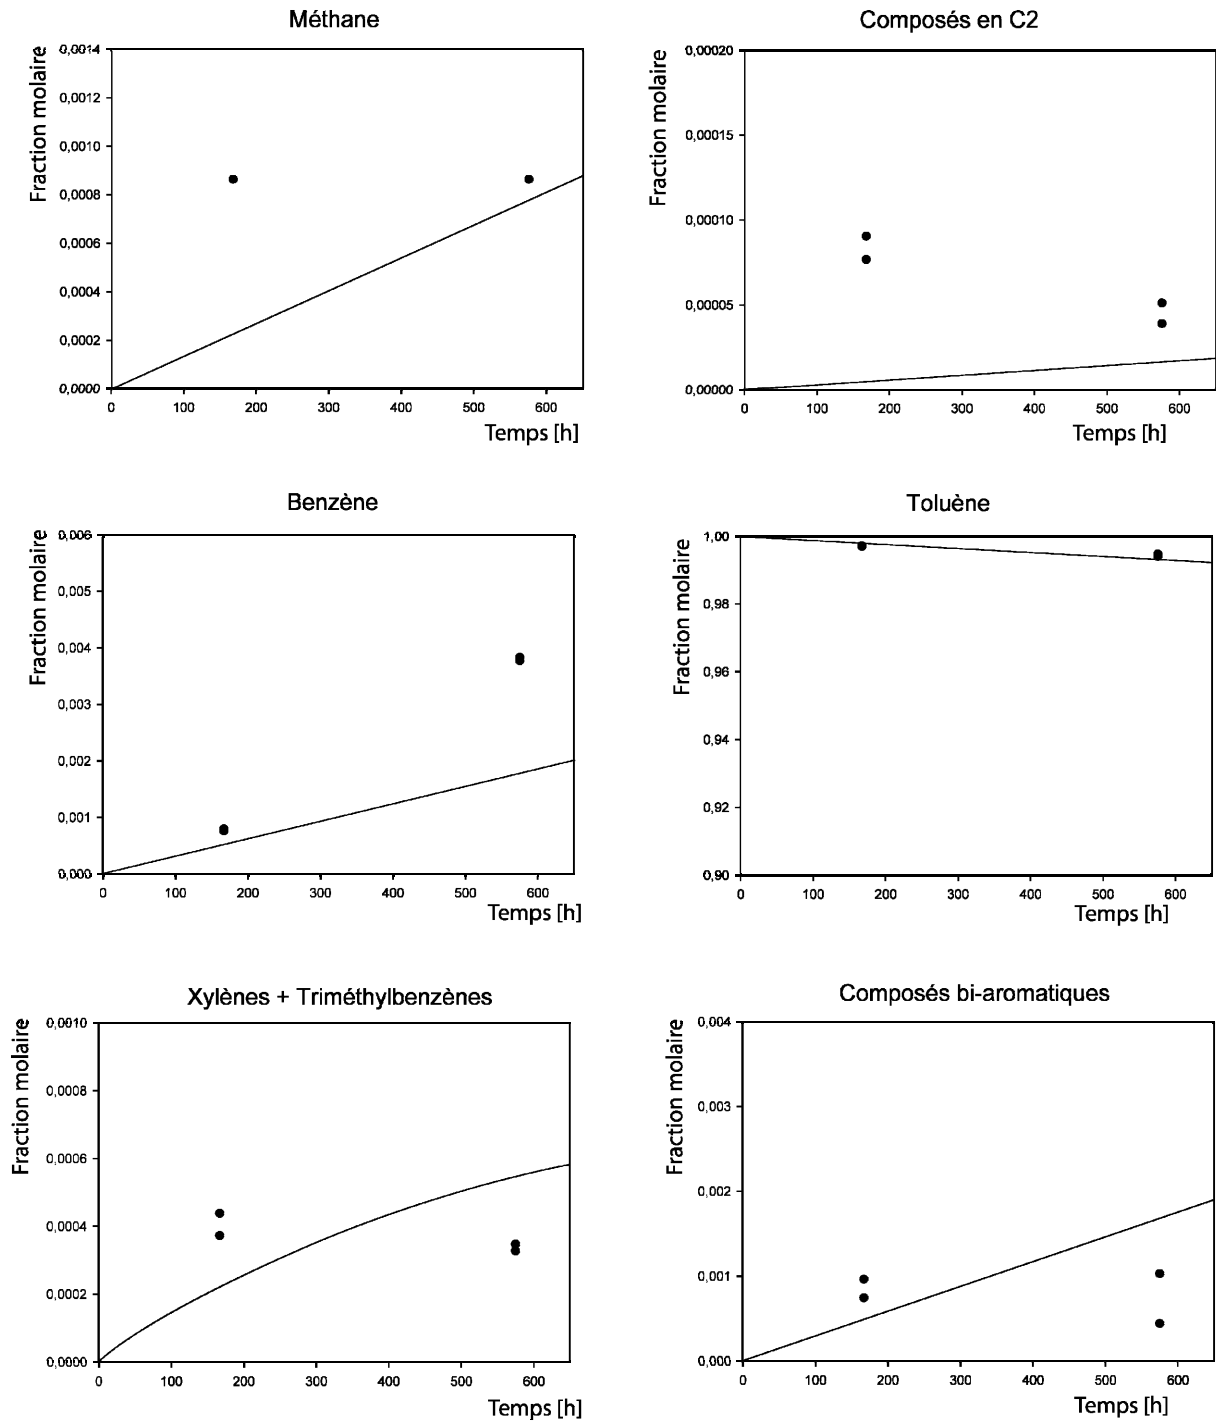 Méthane
Fraction molaire
0,0014
0,0012
0,0010
0,0008
0,0006
0,0004
0,0002
0,0000
0 100 200 300 400 500 600
Temps [h]
Composés en C2
Fraction molaire
0,00020
0,00015
0,00010
0,00005
0,00000
0 100 200 300 400 500 600
Temps [h]
Benzène
Fraction molaire
0,006
0,005
0,004
0,003
0,002
0,001
0,000
0 100 200 300 400 500 600
Temps [h]
Toluène
Fraction molaire
1,00
0,98
0,96
0,94
0,92
0,90
0 100 200 300 400 500 600
Temps [h]
Xylènes + Triméthylbenzènes
Fraction molaire
0,0010
0,0008
0,0006
0,0004
0,0002
0,0000
0 100 200 300 400 500 600
Temps [h]
Composés bi-aromatiques
Fraction molaire
0,004
0,003
0,002
0,001
0,000
0 100 200 300 400 500 600
Temps [h]